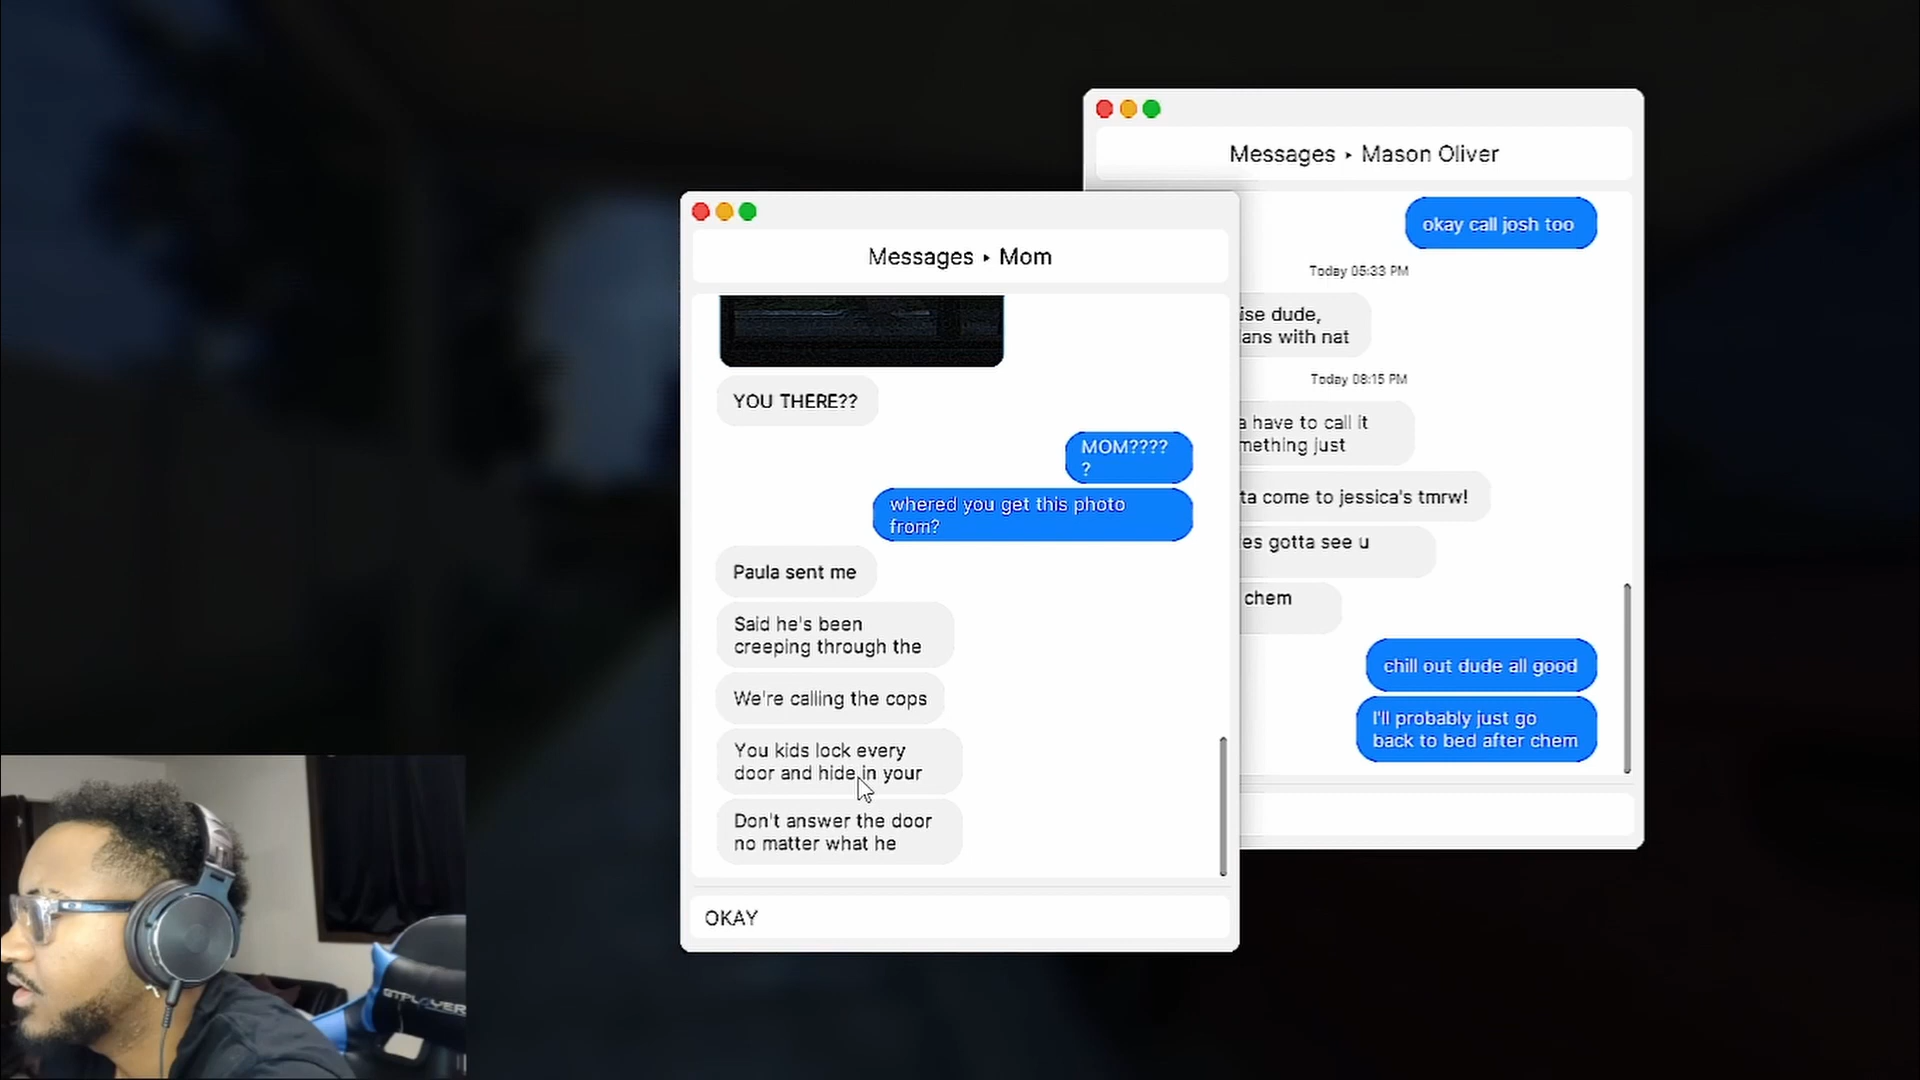 Messages ‣ Mason Oliver
okay call josh too
Today 05:33 PM
ise dude,
ans with nat
Today 08:15 PM
a have to call it
mething just
ta come to jessica's tmrw!
es gotta see u
chem
chill out dude all good
I'll probably just go
back to bed after chem
Messages ‣ Mom
YOU THERE??
MOM????
?
whered you get this photo
from?
Paula sent me
Said he's been
creeping through the
We're calling the cops
You kids lock every
door and hide in your
Don't answer the door
no matter what he
OKAY
GTPLAYER